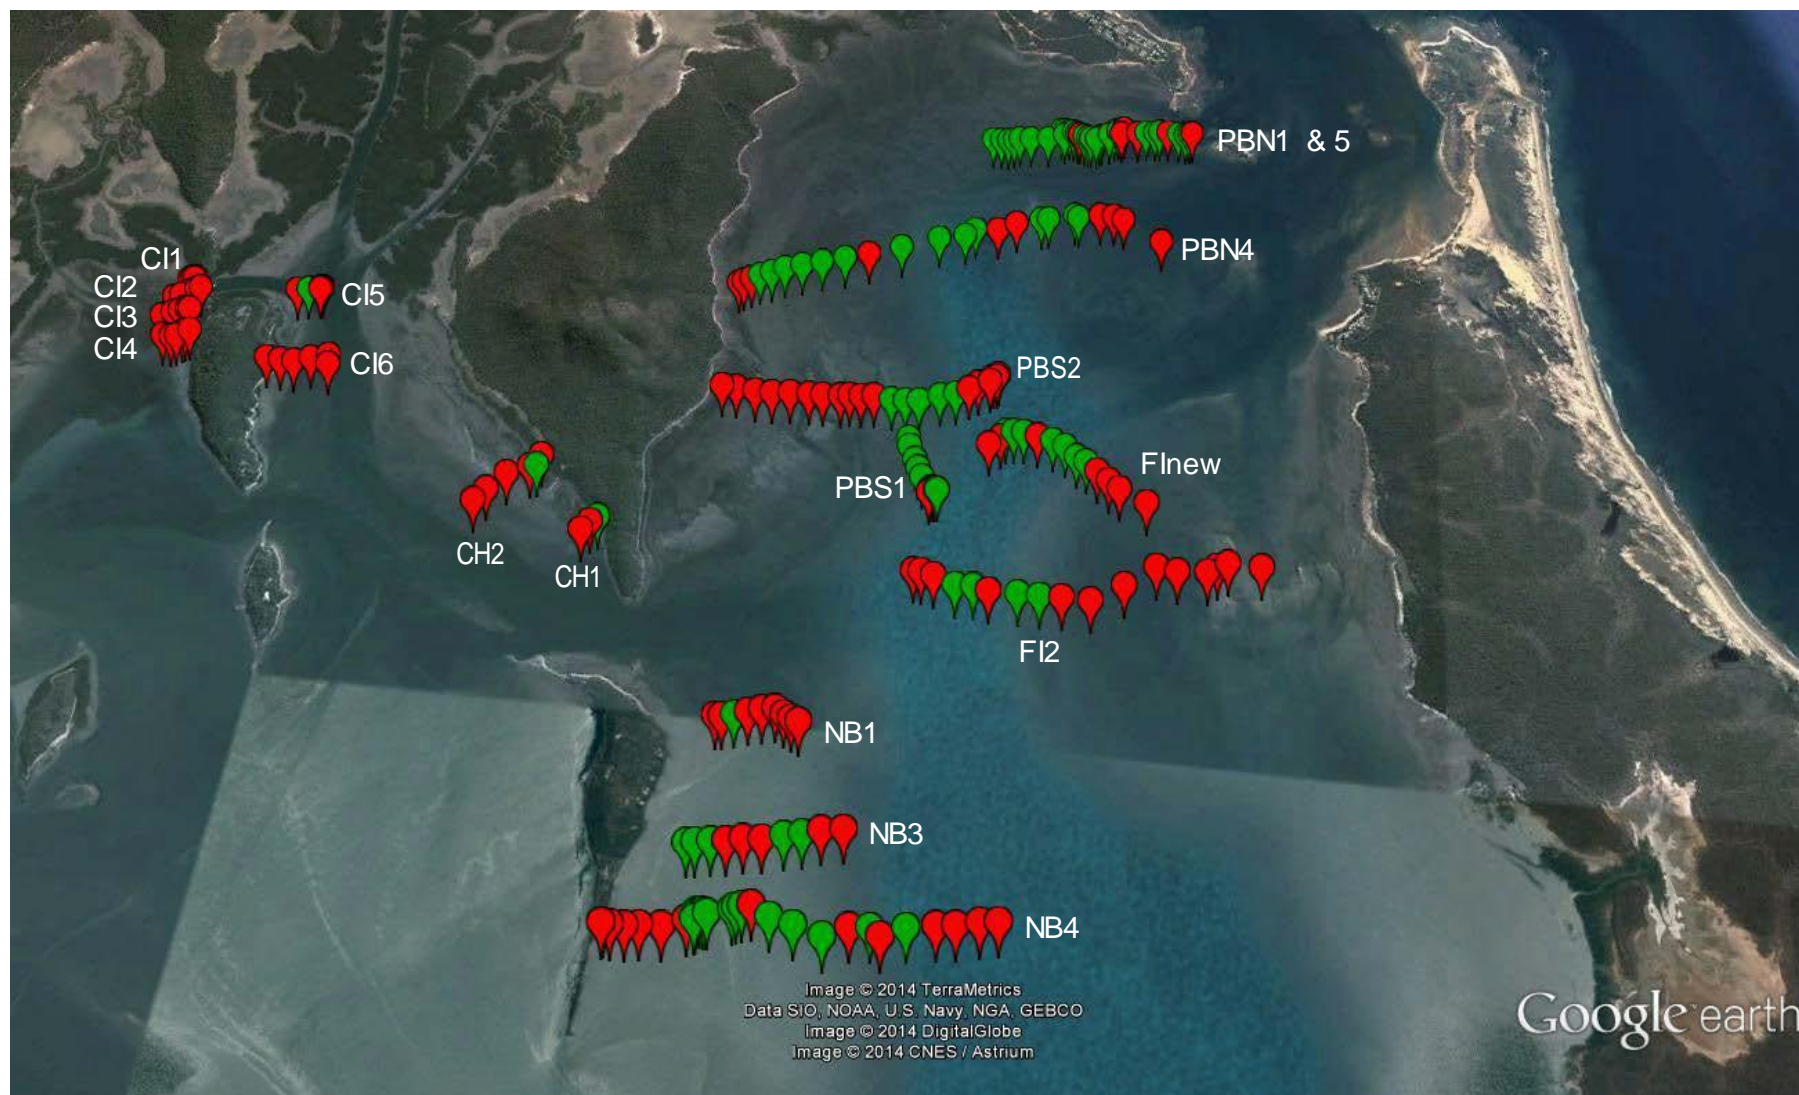 PBN1 & 5
PBN4
CI1
CI2
CI3
CI4
CI5
CI6
PBS2
FInew
PBS1
CH2
CH1
FI2
NB1
NB3
NB4
Image © 2014 TerraMetrics
Data SIO, NOAA, U.S. Navy, NGA, GEBCO
Image © 2014 DigitalGlobe
Image © 2014 CNES / Astrium
Google earth